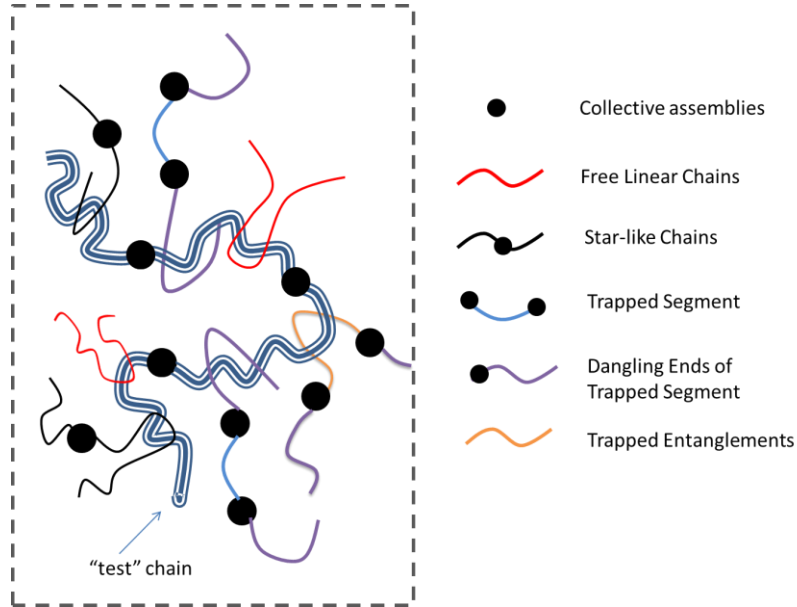 Collective assemblies
Free Linear Chains
Star-like Chains
Trapped Segment
Dangling Ends of
Trapped Segment
Trapped Entanglements
“test” chain